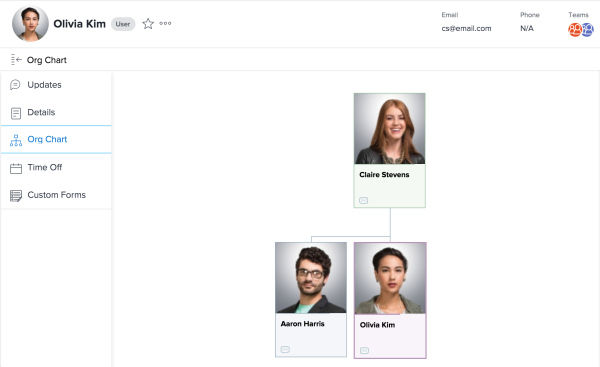 Olivia Kim
User
Email
cs@email.com
Phone
N/A
Teams
Org Chart
Updates
Details
Org Chart
Time Off
Custom Forms
Claire Stevens
Aaron Harris
Olivia Kim